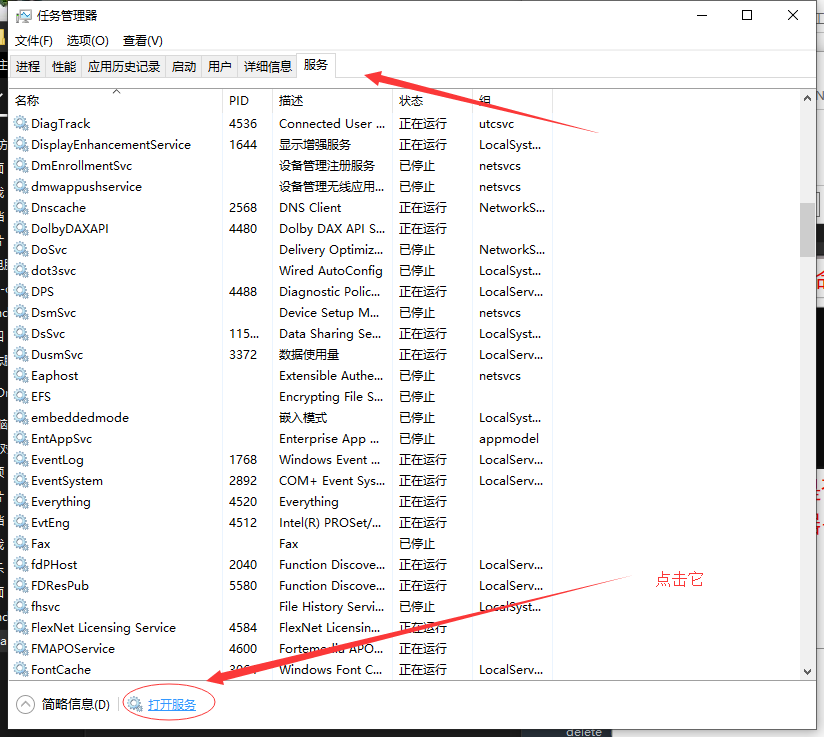 任务管理器
文件(F) 选项(O) 查看(V)
进程 性能 应用历史记录 启动 用户 详细信息 服务
名称 PID 描述 状态 组
DiagTrack 4536 Connected User ... 正在运行 utcsvc
DisplayEnhancementService 1644 显示增强服务 正在运行 LocalSyst...
DmEnrollmentSvc 设备管理注册服务 已停止 netsvcs
dmwappushservice 设备管理无线应用... 已停止 netsvcs
Dnscache 2568 DNS Client 正在运行 NetworkS...
DolbyDAXAPI 4480 Dolby DAX API S... 正在运行
DoSvc Delivery Optimiz... 已停止 NetworkS...
dot3svc Wired AutoConfig 已停止 LocalSyst...
DPS 4488 Diagnostic Polic... 正在运行 LocalServ...
DsmSvc Device Setup M... 已停止 netsvcs
DsSvc 115... Data Sharing Se... 正在运行 LocalSyst...
DusmSvc 3372 数据使用量 正在运行 LocalServ...
Eaphost Extensible Authe... 已停止 netsvcs
EFS Encrypting File S... 已停止
embeddedmode 嵌入模式 已停止 LocalSyst...
EntAppSvc Enterprise App ... 已停止 appmodel
EventLog 1768 Windows Event ... 正在运行 LocalServ...
EventSystem 2892 COM+ Event Sys... 正在运行 LocalServ...
Everything 4520 Everything 正在运行
EvtEng 4512 Intel(R) PROSet/... 正在运行
Fax Fax 已停止
fdPHost 2040 Function Discove... 正在运行 LocalServ...
FDResPub 5580 Function Discove... 正在运行 LocalServ...
点击它
fhsvc File History Servi... 已停止 LocalSyst...
FlexNet Licensing Service 4584 FlexNet Licensin... 正在运行
FMAPOService 4600 Fortemedia APO... 正在运行
FontCache Windows Font C... 正在运行 LocalServ...
简略信息(D) 打开服务
delete